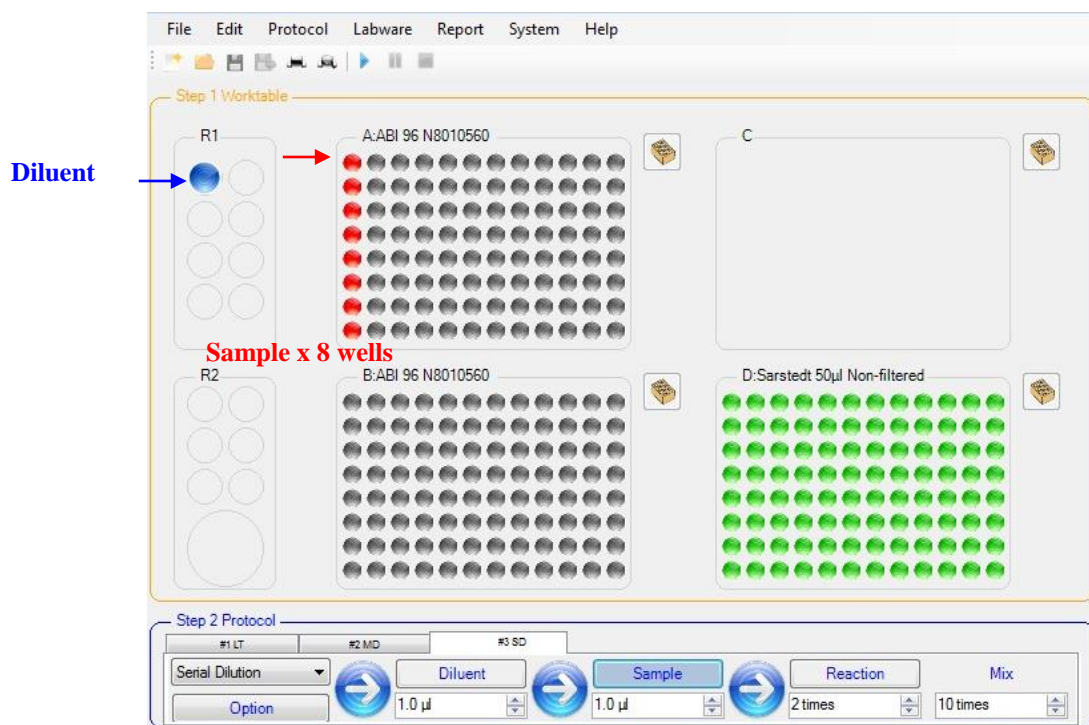 File Edit Protocol Labware Report System Help
Step 1 Worktable
R1 A:ABI 96 N8010560 C
Diluent
Sample x 8 wells
R2 B:ABI 96 N8010560 D:Sarstedt 50µl Non-filtered
Step 2 Protocol
#1 LT #2 MD #3 SD
Serial Dilution Diluent Sample Reaction Mix
Option 1.0 µl 1.0 µl 2 times 10 times